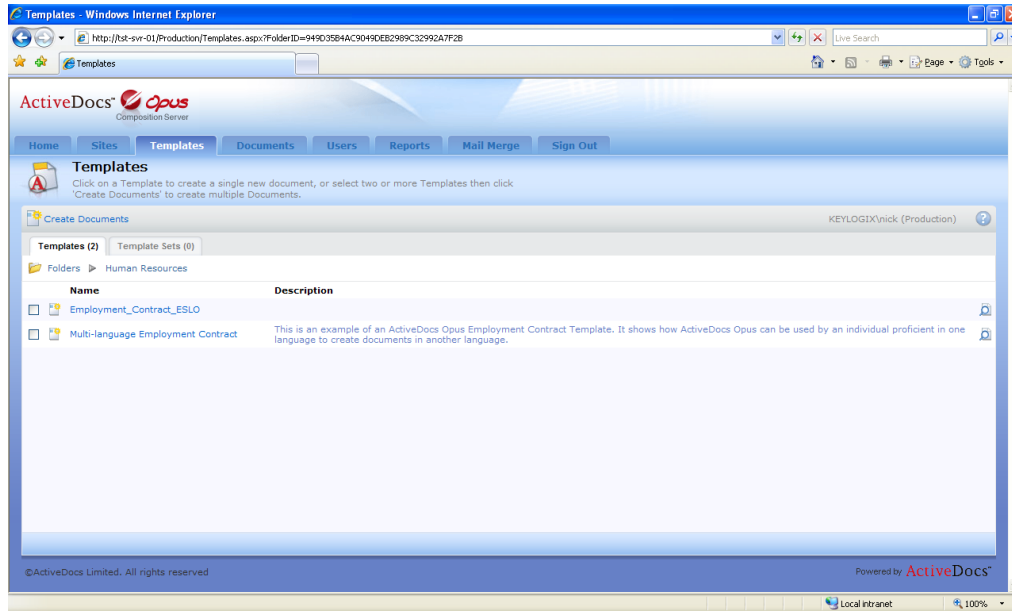 Templates - Windows Internet Explorer
http://tst-svr-01/Production/Templates.aspx?FolderID=949D35B4AC9049DEB2989C32992A7F2B
Live Search
Templates
Page
Tools
ActiveDocs Opus
Composition Server
Home Sites Templates Documents Users Reports Mail Merge Sign Out
Templates
Click on a Template to create a single new document, or select two or more Templates then click
'Create Documents' to create multiple Documents.
Create Documents
KEYLOGIX\nick (Production)
Templates (2) Template Sets (0)
Folders Human Resources
Name Description
Employment_Contract_ESLO
Multi-language Employment Contract
This is an example of an ActiveDocs Opus Employment Contract Template. It shows how ActiveDocs Opus can be used by an individual proficient in one
language to create documents in another language.
©ActiveDocs Limited. All rights reserved
Powered by ActiveDocs
Local intranet
100%